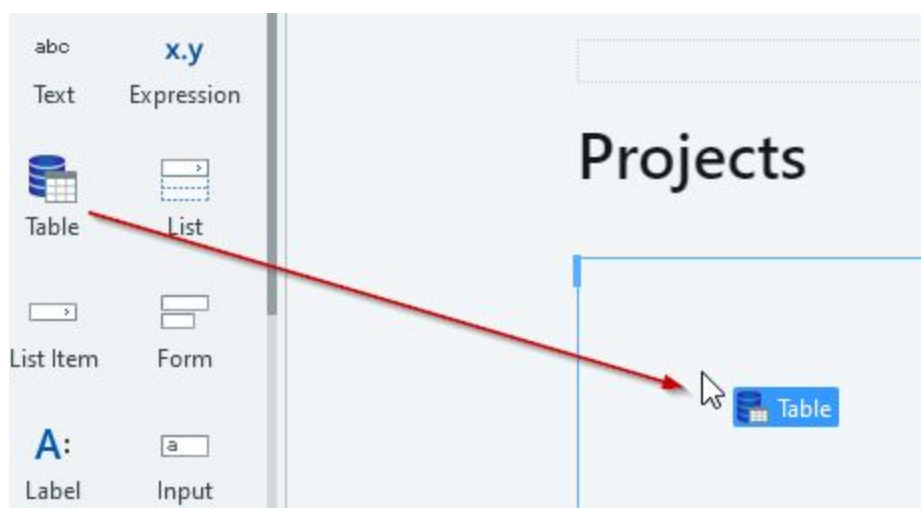 abc
x.y
Text
Expression
Projects
Table
List
List Item
Form
Table
A:
a
Label
Input